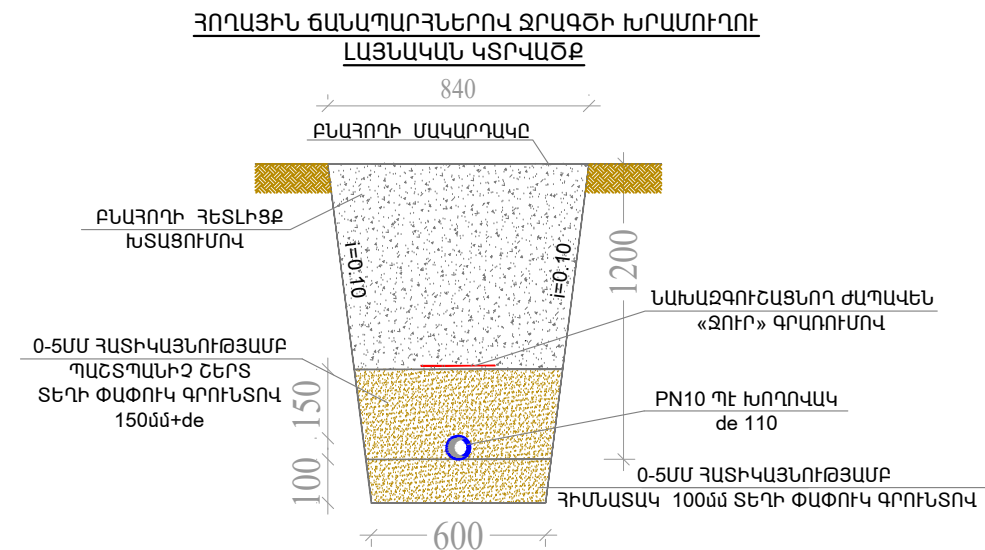 ՀՈՂԱՅԻՆ ՃԱՆԱՊԱՐՀՆԵՐՈՎ ՋՐԱԳԾԻ ԽՐԱՄՈՒՂՈՒ
ԼԱՅՆԱԿԱՆ ԿՏՐՎԱԾՔ
840
ԲՆԱՀՈՂԻ ՄԱԿԱՐԴԱԿԸ
ԲՆԱՀՈՂԻ ՀԵՏԼԻՑՔ
ԽՏԱՑՈՒՄՈՎ
i=0.10
i=0.10
1200
ՆԱԽԱԶԳՈՒՇԱՑՆՈՂ ԺԱՊԱՎԵՆ
«ՋՈՒՐ» ԳՐԱՌՈՒՄՈՎ
0-5ՄՄ ՀԱՏԻԿԱՅՆՈՒԹՅԱՄԲ
ՊԱՇՏՊԱՆԻՉ ՇԵՐՏ
ՏԵՂԻ ՓԱՓՈՒԿ ԳՐՈՒՆՏՈՎ
150մմ+de
150
PN10 ՊԷ ԽՈՂՈՎԱԿ
de 110
100
0-5ՄՄ ՀԱՏԻԿԱՅՆՈՒԹՅԱՄԲ
ՀԻՄՆԱՏԱԿ 100մմ ՏԵՂԻ ՓԱՓՈՒԿ ԳՐՈՒՆՏՈՎ
600